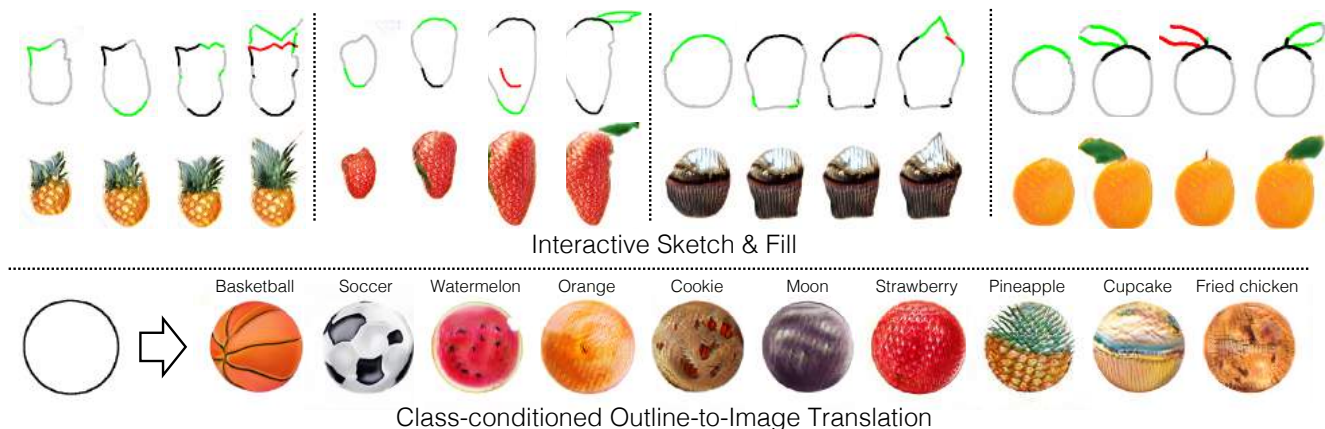 Interactive Sketch & Fill
Basketball Soccer Watermelon Orange Cookie Moon Strawberry Pineapple Cupcake Fried chicken
Class-conditioned Outline-to-Image Translation